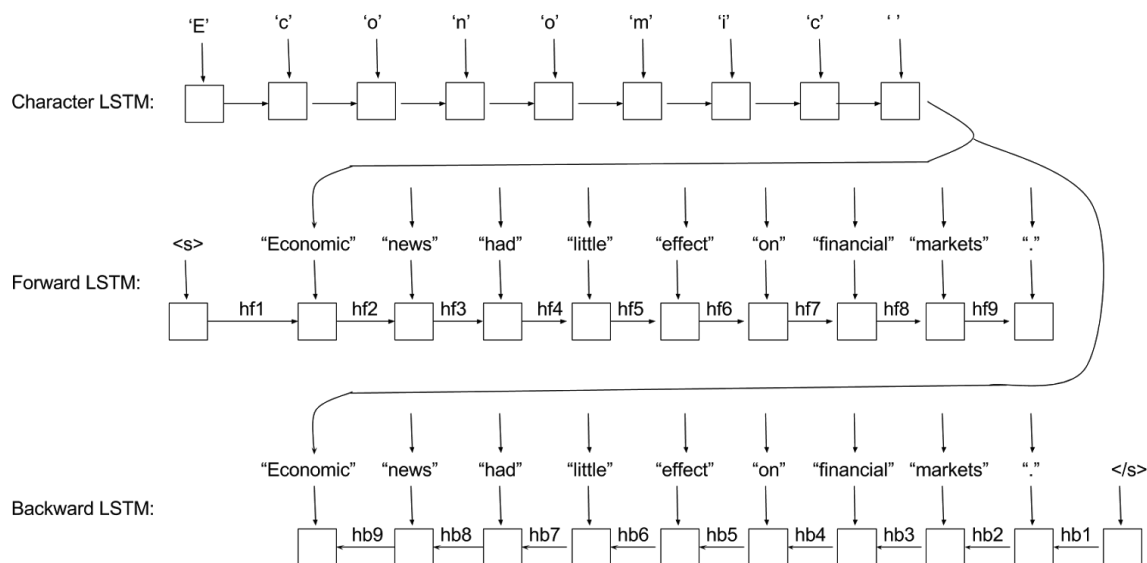 ‘E’ ‘c’ ‘o’ ‘n’ ‘o’ ‘m’ ‘i’ ‘c’ ‘ ’
Character LSTM:
<s> “Economic” “news” “had” “little” “effect” “on” “financial” “markets” “.”
Forward LSTM:
hf1 hf2 hf3 hf4 hf5 hf6 hf7 hf8 hf9
“Economic” “news” “had” “little” “effect” “on” “financial” “markets” “.” </s>
Backward LSTM:
hb9 hb8 hb7 hb6 hb5 hb4 hb3 hb2 hb1